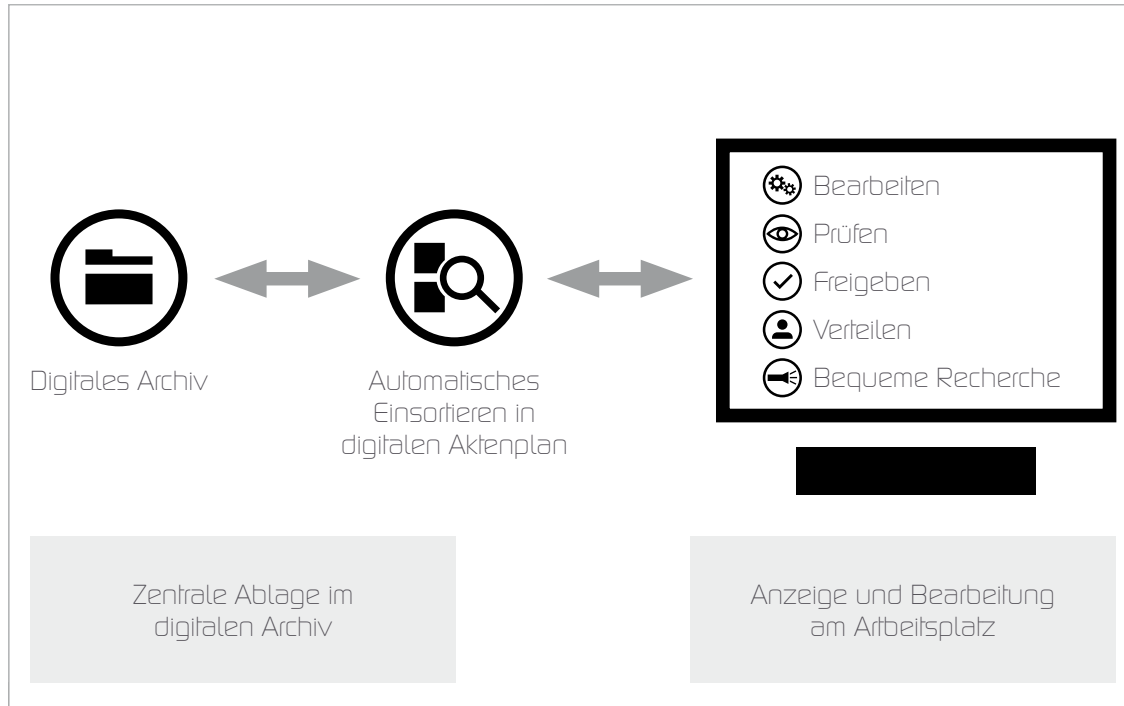 Bearbeiten
Prüfen
Freigeben
Verteilen
Bequeme Recherche
Digitales Archiv
Automatisches
Einsortieren in
digitalen Aktenplan
Zentrale Ablage im
digitalen Archiv
Anzeige und Bearbeitung
am Artbeitsplatz